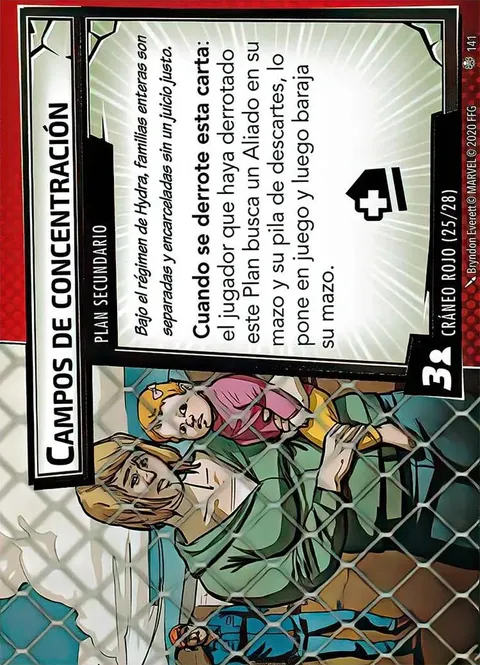 CAMPOS DE CONCENTRACIÓN
PLAN SECUNDARIO
Bajo el régimen de Hydra, familias enteras son
separadas y encarceladas sin un juicio justo.
Cuando se derrote esta carta:
el jugador que haya derrotado
este Plan busca un Aliado en su
mazo y su pila de descartes, lo
pone en juego y luego baraja
su mazo.
3
CRÁNEO ROJO (25/28)
Bryndon Everett © MARVEL © 2020 FFG
141